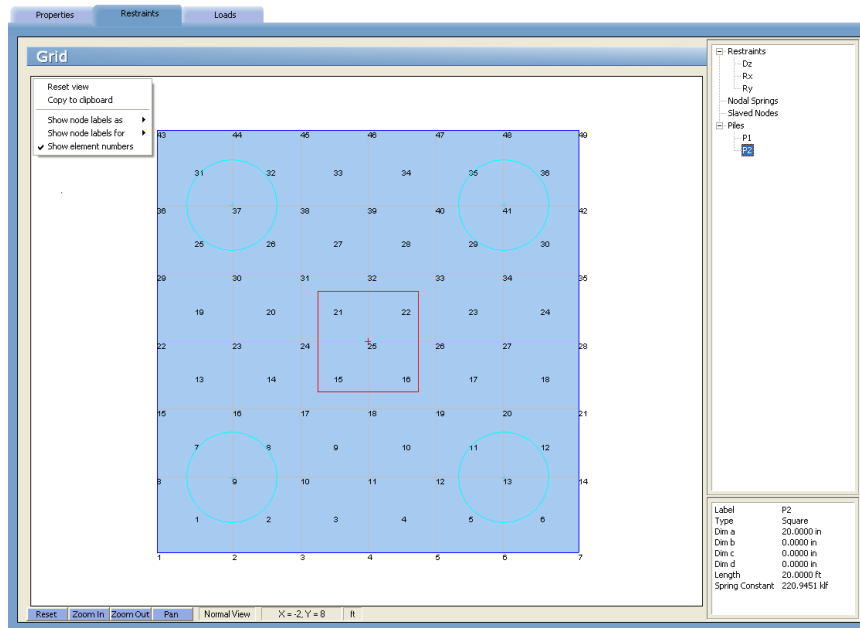 Properties Restraints Loads
Grid
Reset view
Copy to clipboard
Show node labels as
Show node labels for
Show element numbers
43 44 45 46 47 48 49
31 32 33 34 35 36
36 37 38 39 40 41 42
25 26 27 28 29 30
29 30 31 32 33 34 35
19 20 21 22 23 24
22 23 24 25 26 27 28
13 14 15 16 17 18
15 16 17 18 19 20 21
7 8 9 10 11 12
8 9 10 11 12 13 14
1 2 3 4 5 6
1 2 3 4 5 6 7
Reset Zoom In Zoom Out Pan Normal View X = -2, Y = 8 ft
Restraints
Dz
Rx
Ry
Nodal Springs
Slaved Nodes
Piles
P1
P2
Label P2
Type Square
Dim a 20.0000 in
Dim b 0.0000 in
Dim c 0.0000 in
Dim d 0.0000 in
Length 20.0000 ft
Spring Constant 220.9451 klf